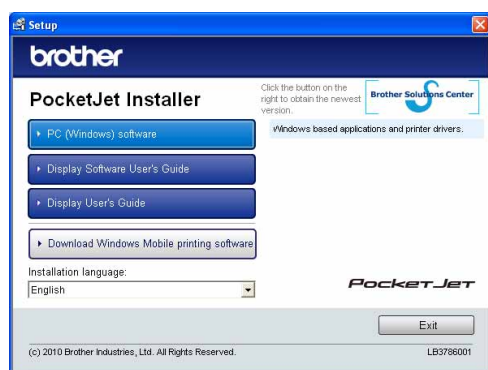 Setup
brother
PocketJet Installer
Click the button on the
right to obtain the newest
version.
Brother Solutions Center
PC (Windows) software
Windows based applications and printer drivers.
Display Software User's Guide
Display User's Guide
Download Windows Mobile printing software
Installation language:
English
PocketJet
Exit
(c) 2010 Brother Industries, Ltd. All Rights Reserved.
LB3786001